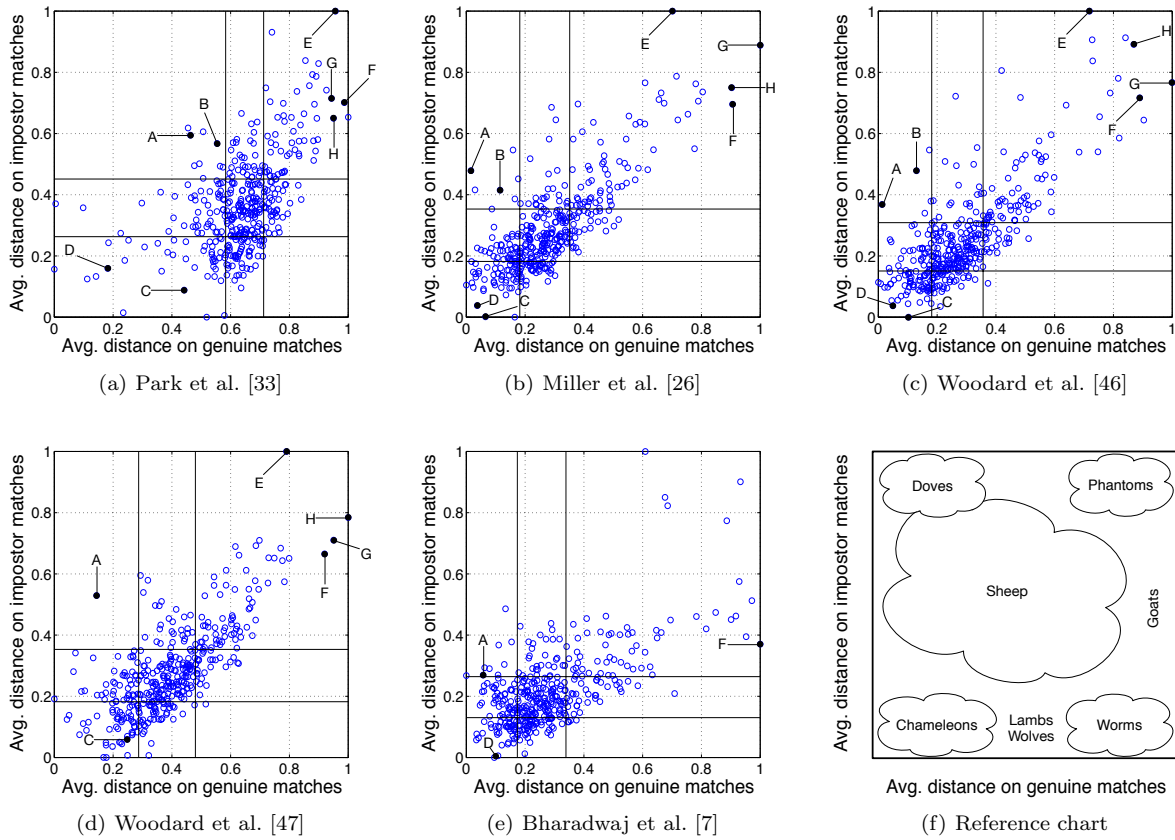 Avg. distance on impostor matches
1
0.8
0.6
0.4
0.2
0
0 0.2 0.4 0.6 0.8 1
E
G
F
B
A
H
D
C
Avg. distance on genuine matches
(a) Park et al. [33]
Avg. distance on impostor matches
1
0.8
0.6
0.4
0.2
0
0 0.2 0.4 0.6 0.8 1
E
G
H
F
A
B
D
C
Avg. distance on genuine matches
(b) Miller et al. [26]
Avg. distance on impostor matches
1
0.8
0.6
0.4
0.2
0
0 0.2 0.4 0.6 0.8 1
E
H
G
F
B
A
D
C
Avg. distance on genuine matches
(c) Woodard et al. [46]
Avg. distance on impostor matches
1
0.8
0.6
0.4
0.2
0
0 0.2 0.4 0.6 0.8 1
E
H
G
A
F
C
Avg. distance on genuine matches
(d) Woodard et al. [47]
Avg. distance on impostor matches
1
0.8
0.6
0.4
0.2
0
0 0.2 0.4 0.6 0.8 1
A
F
D
Avg. distance on genuine matches
(e) Bharadwaj et al. [7]
Avg. distance on impostor matches
Doves
Phantoms
Sheep
Goats
Chameleons
Lambs
Wolves
Worms
Avg. distance on genuine matches
(f) Reference chart